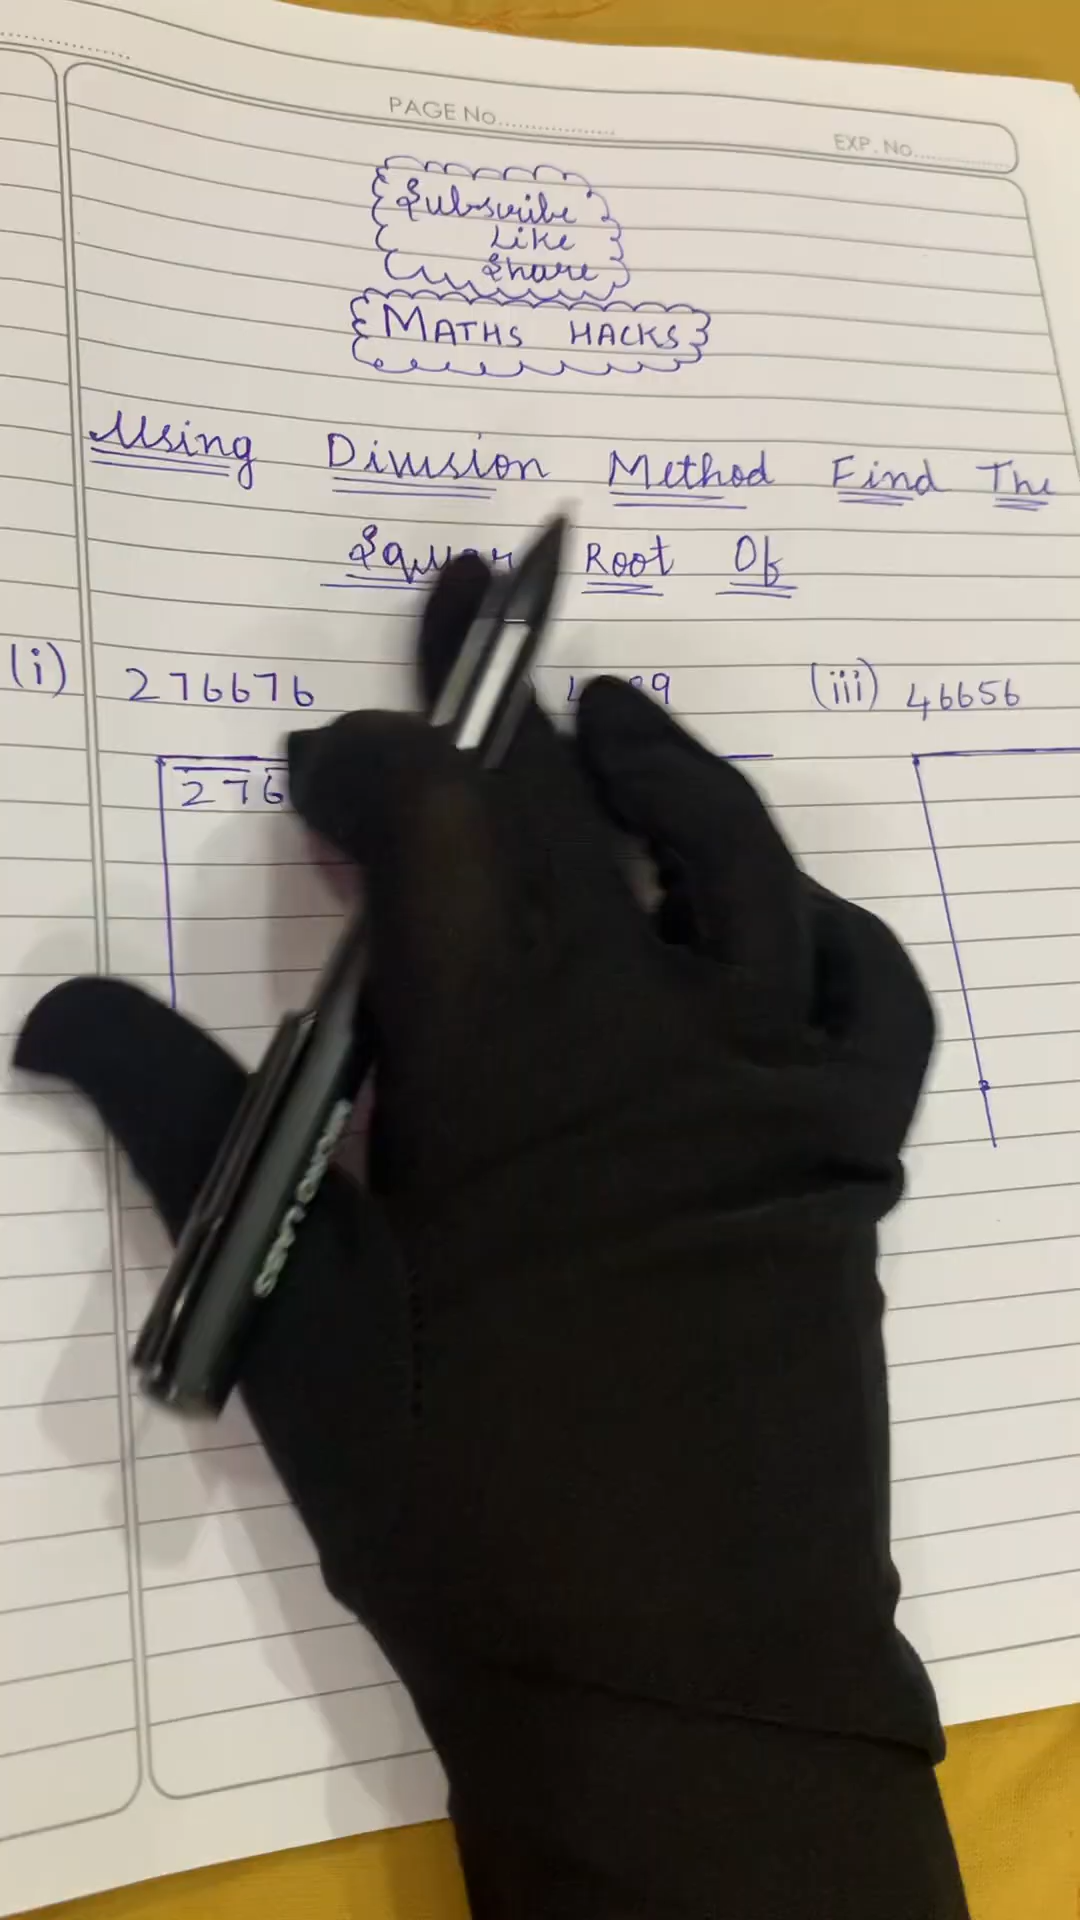 PAGE No.
EXP. No.
Subscribe
Like
Share
MATHS HACKS
Using Division Method Find The
Square Root Of
(i) 276676 (iii) 46656
276